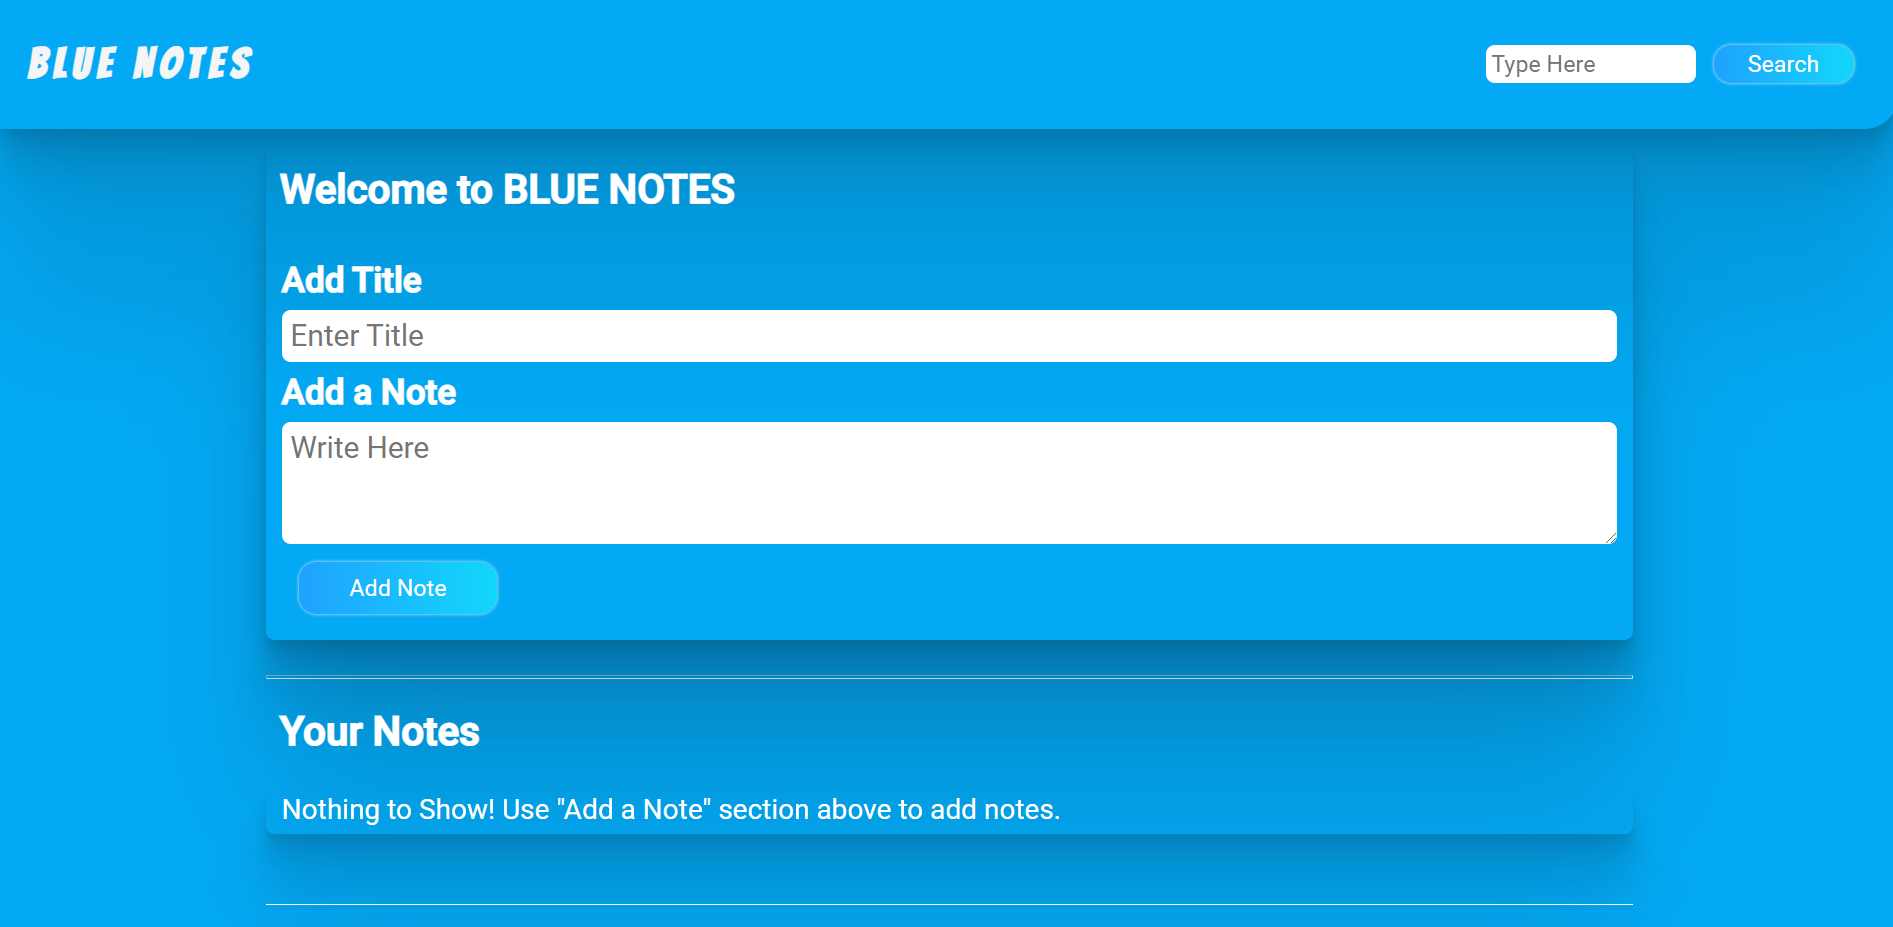 BLUE NOTES
Type Here
Search
Welcome to BLUE NOTES
Add Title
Enter Title
Add a Note
Write Here
Add Note
Your Notes
Nothing to Show! Use "Add a Note" section above to add notes.